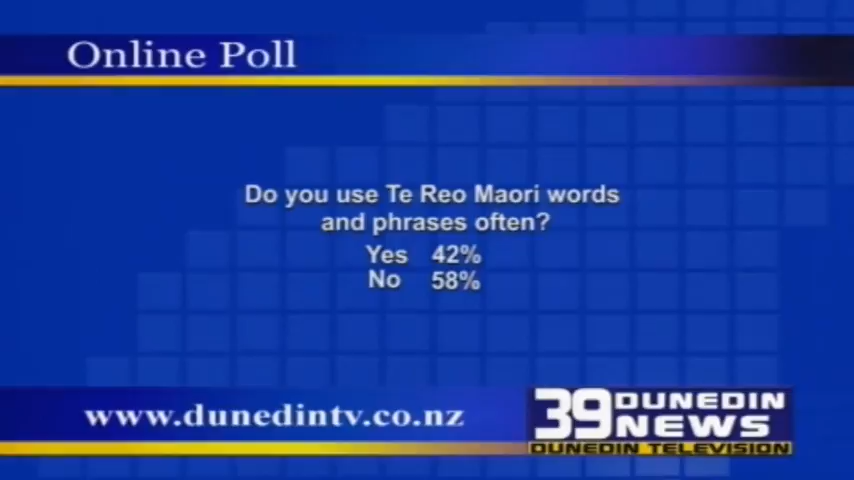 Online Poll
Do you use Te Reo Maori words
and phrases often?
Yes 42%
No 58%
www.dunedintv.co.nz
39 DUNEDIN
NEWS
DUNEDIN TELEVISION